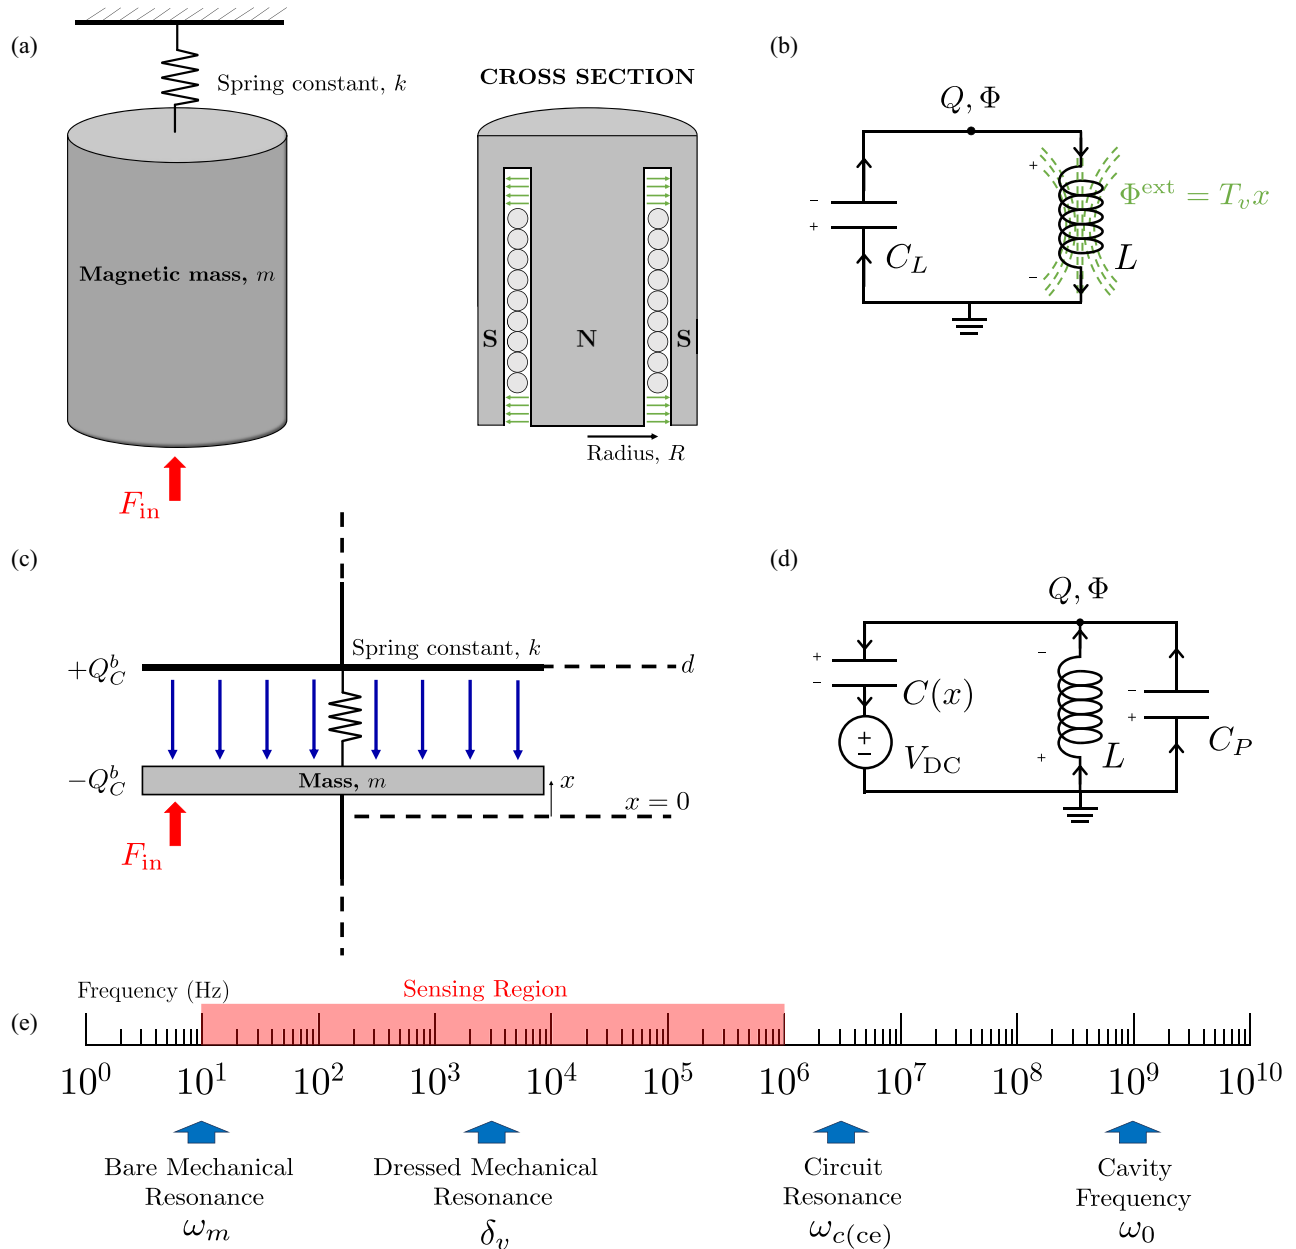 (a)
Spring constant, k
Magnetic mass, m
F_in
CROSS SECTION
S
N
S
Radius, R
(b)
Q, Φ
−
+
C_L
+
−
L
Φ^ext = T_v x
(c)
Spring constant, k
+Q_C^b
d
−Q_C^b
Mass, m
x
x = 0
F_in
(d)
Q, Φ
+
−
C(x)
+
−
V_DC
−
+
L
−
+
C_P
(e)
Frequency (Hz)
Sensing Region
10^0 10^1 10^2 10^3 10^4 10^5 10^6 10^7 10^8 10^9 10^10
Bare Mechanical
Resonance
ω_m
Dressed Mechanical
Resonance
δ_v
Circuit
Resonance
ω_c(ce)
Cavity
Frequency
ω_0